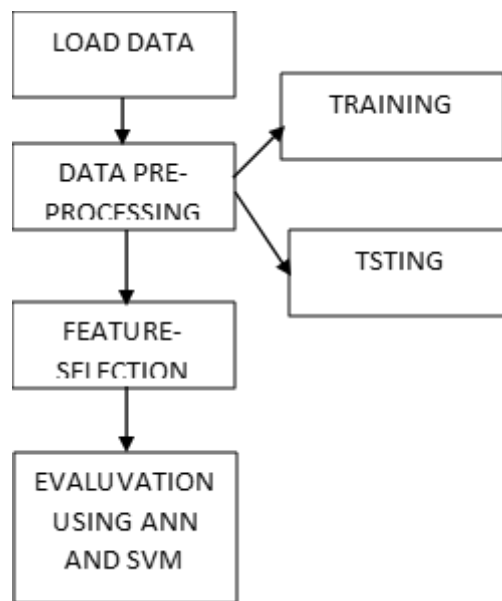 LOAD DATA
TRAINING
DATA PRE-
PROCESSING
TSTING
FEATURE-
SELECTION
EVALUVATION
USING ANN
AND SVM